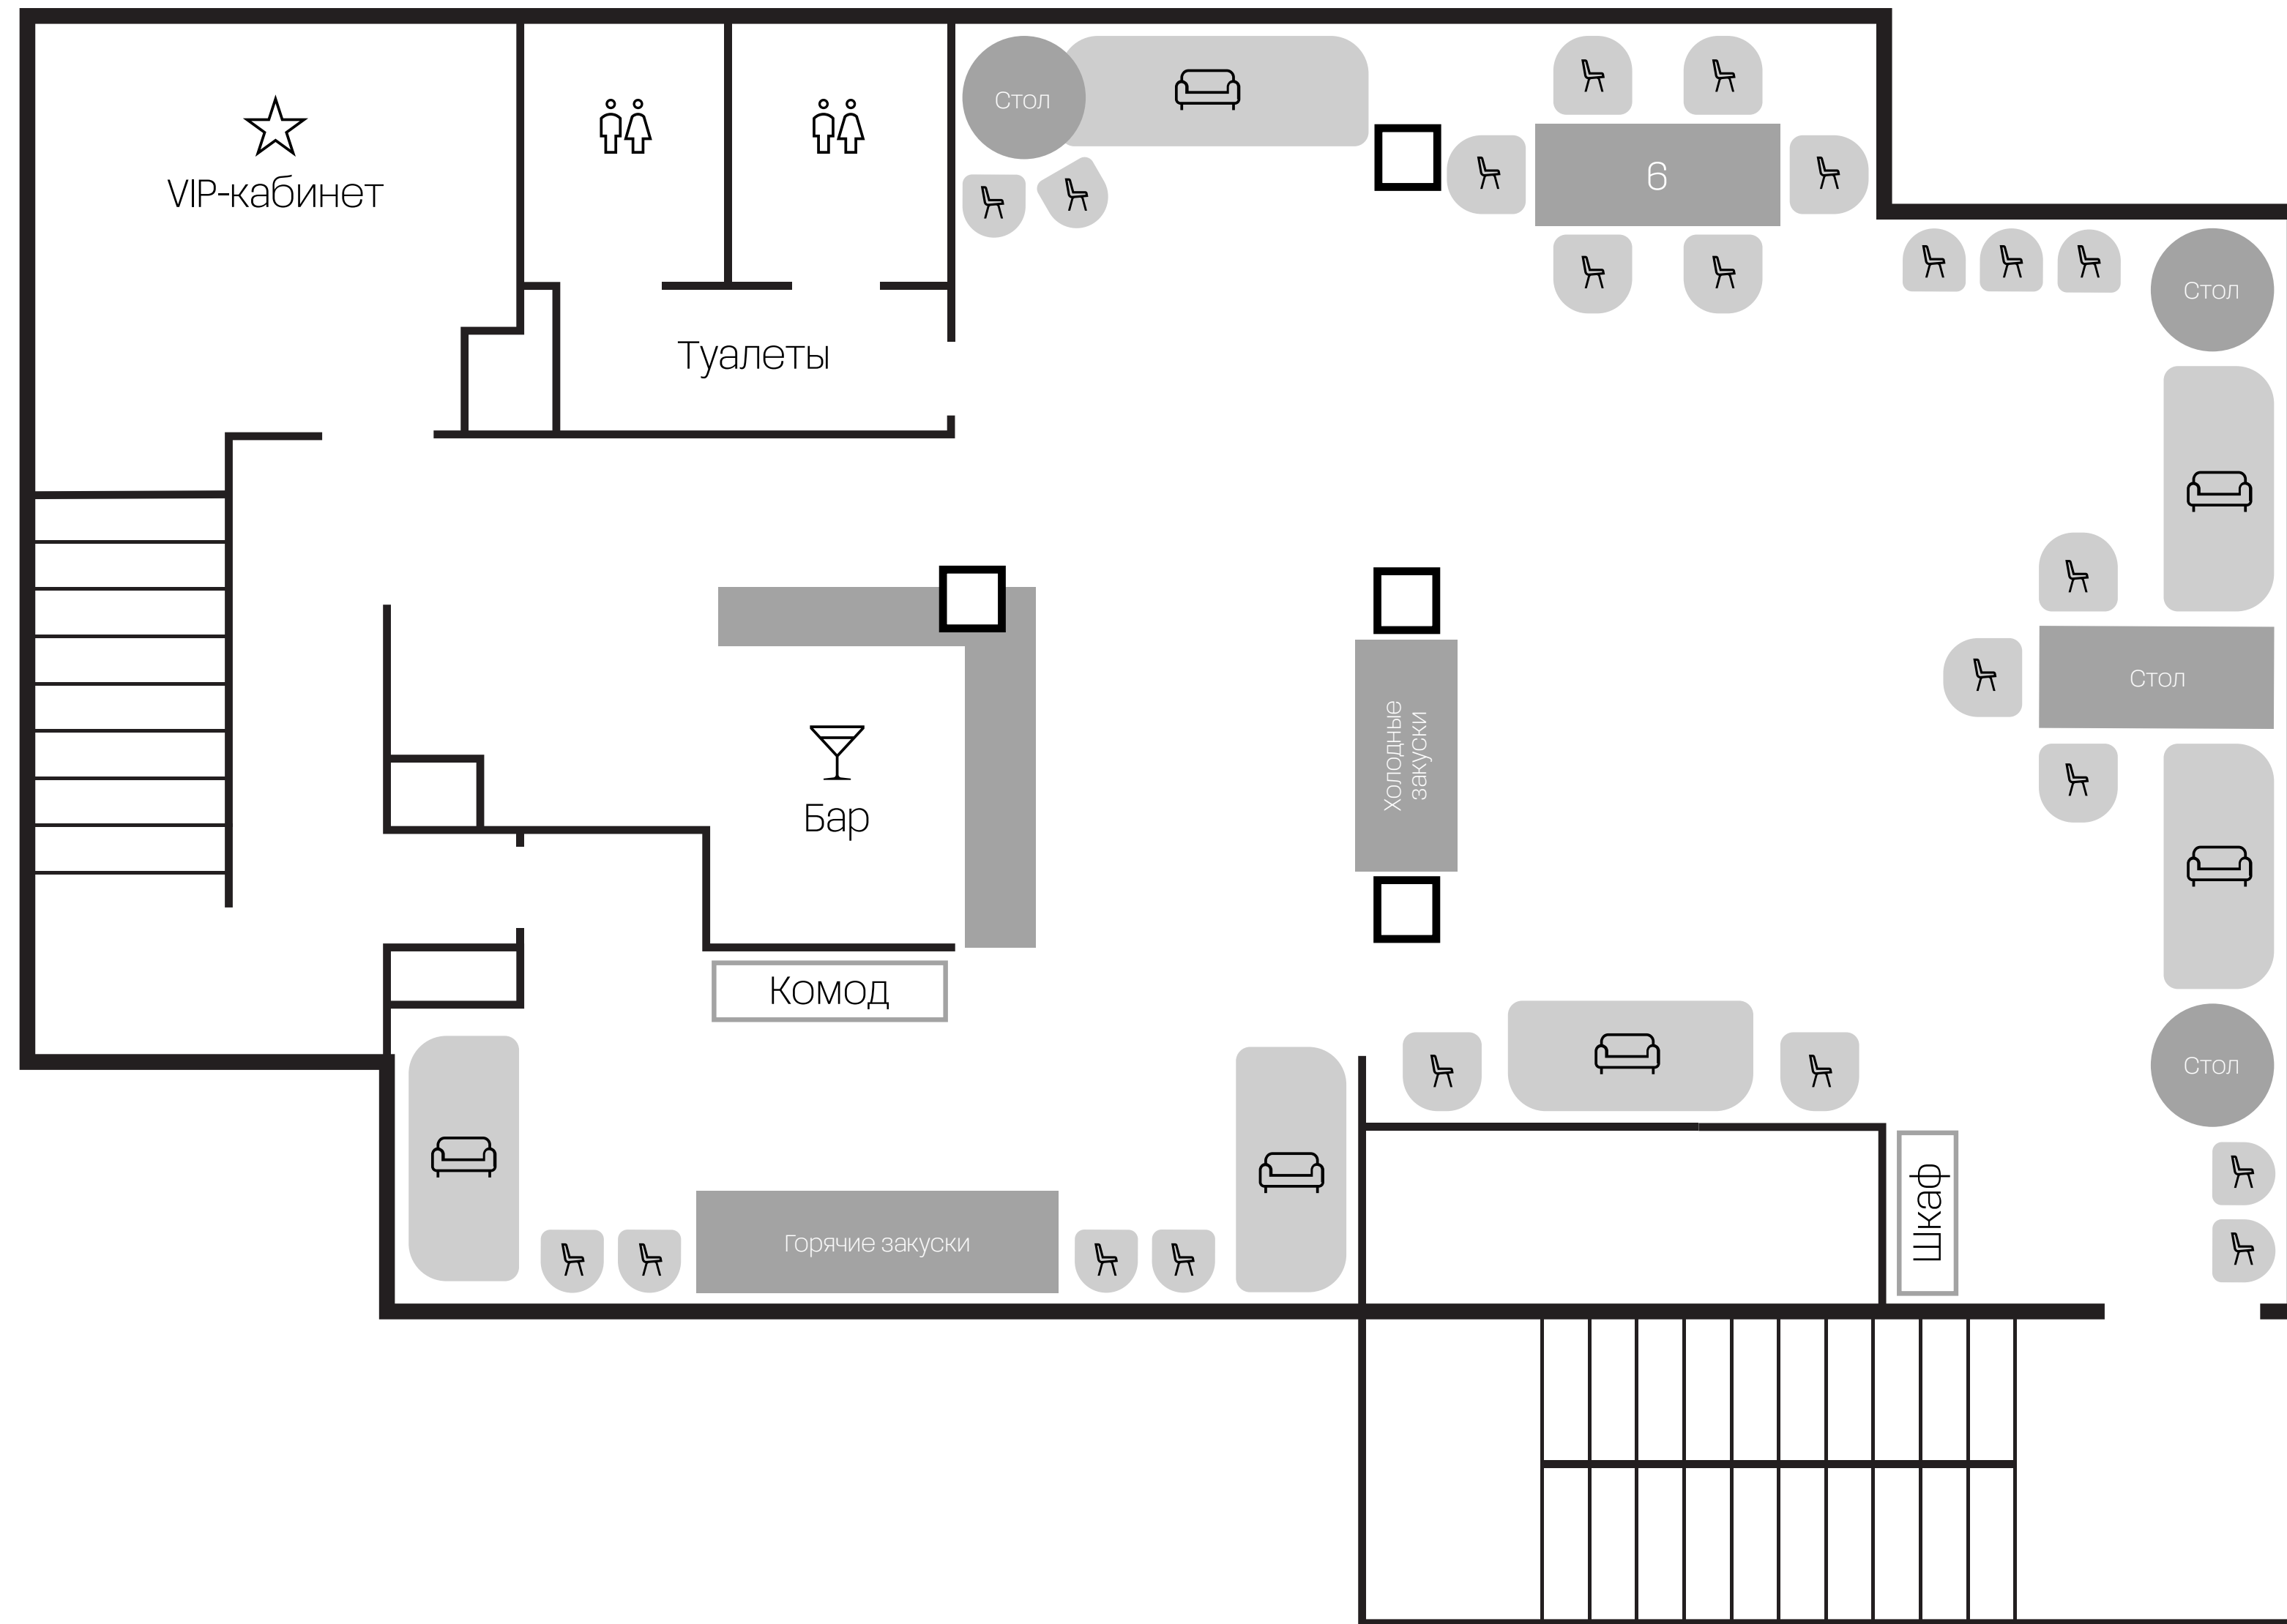 Стол
6
VIP-кабинет
Стол
Туалеты
Стол
Холодные
закуски
Бар
Комод
Стол
Шкаф
Горячие закуски